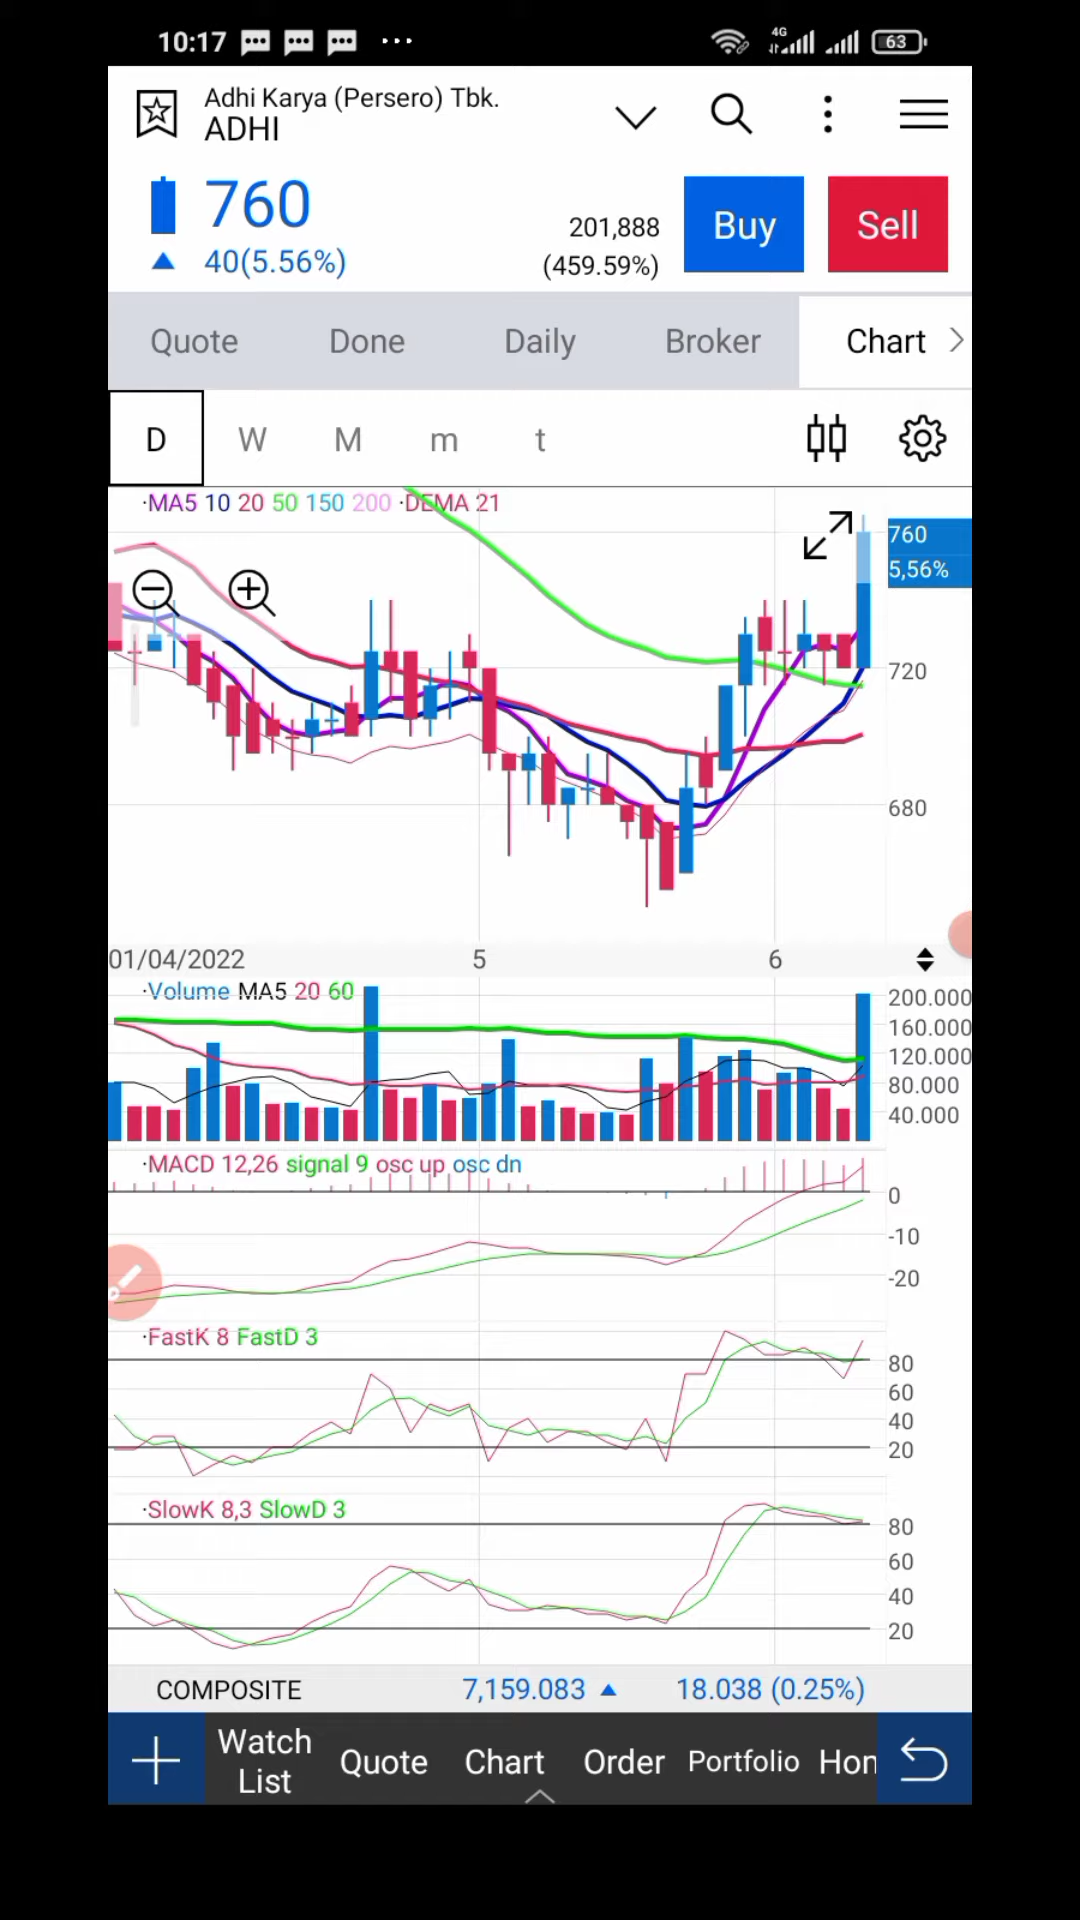 10:17
4G
63
Adhi Karya (Persero) Tbk.
ADHI
760
40(5.56%)
201,888
(459.59%)
Buy
Sell
Quote Done Daily Broker Chart
D W M m t
·MA5 10 20 50 150 200 ·DEMA 21
760
5,56%
720
680
01/04/2022 5 6
·Volume MA5 20 60
200.000
160.000
120.000
80.000
40.000
·MACD 12,26 signal 9 osc up osc dn
0
-10
-20
·FastK 8 FastD 3
80
60
40
20
·SlowK 8,3 SlowD 3
80
60
40
20
COMPOSITE 7,159.083 18.038 (0.25%)
Watch List Quote Chart Order Portfolio Hon